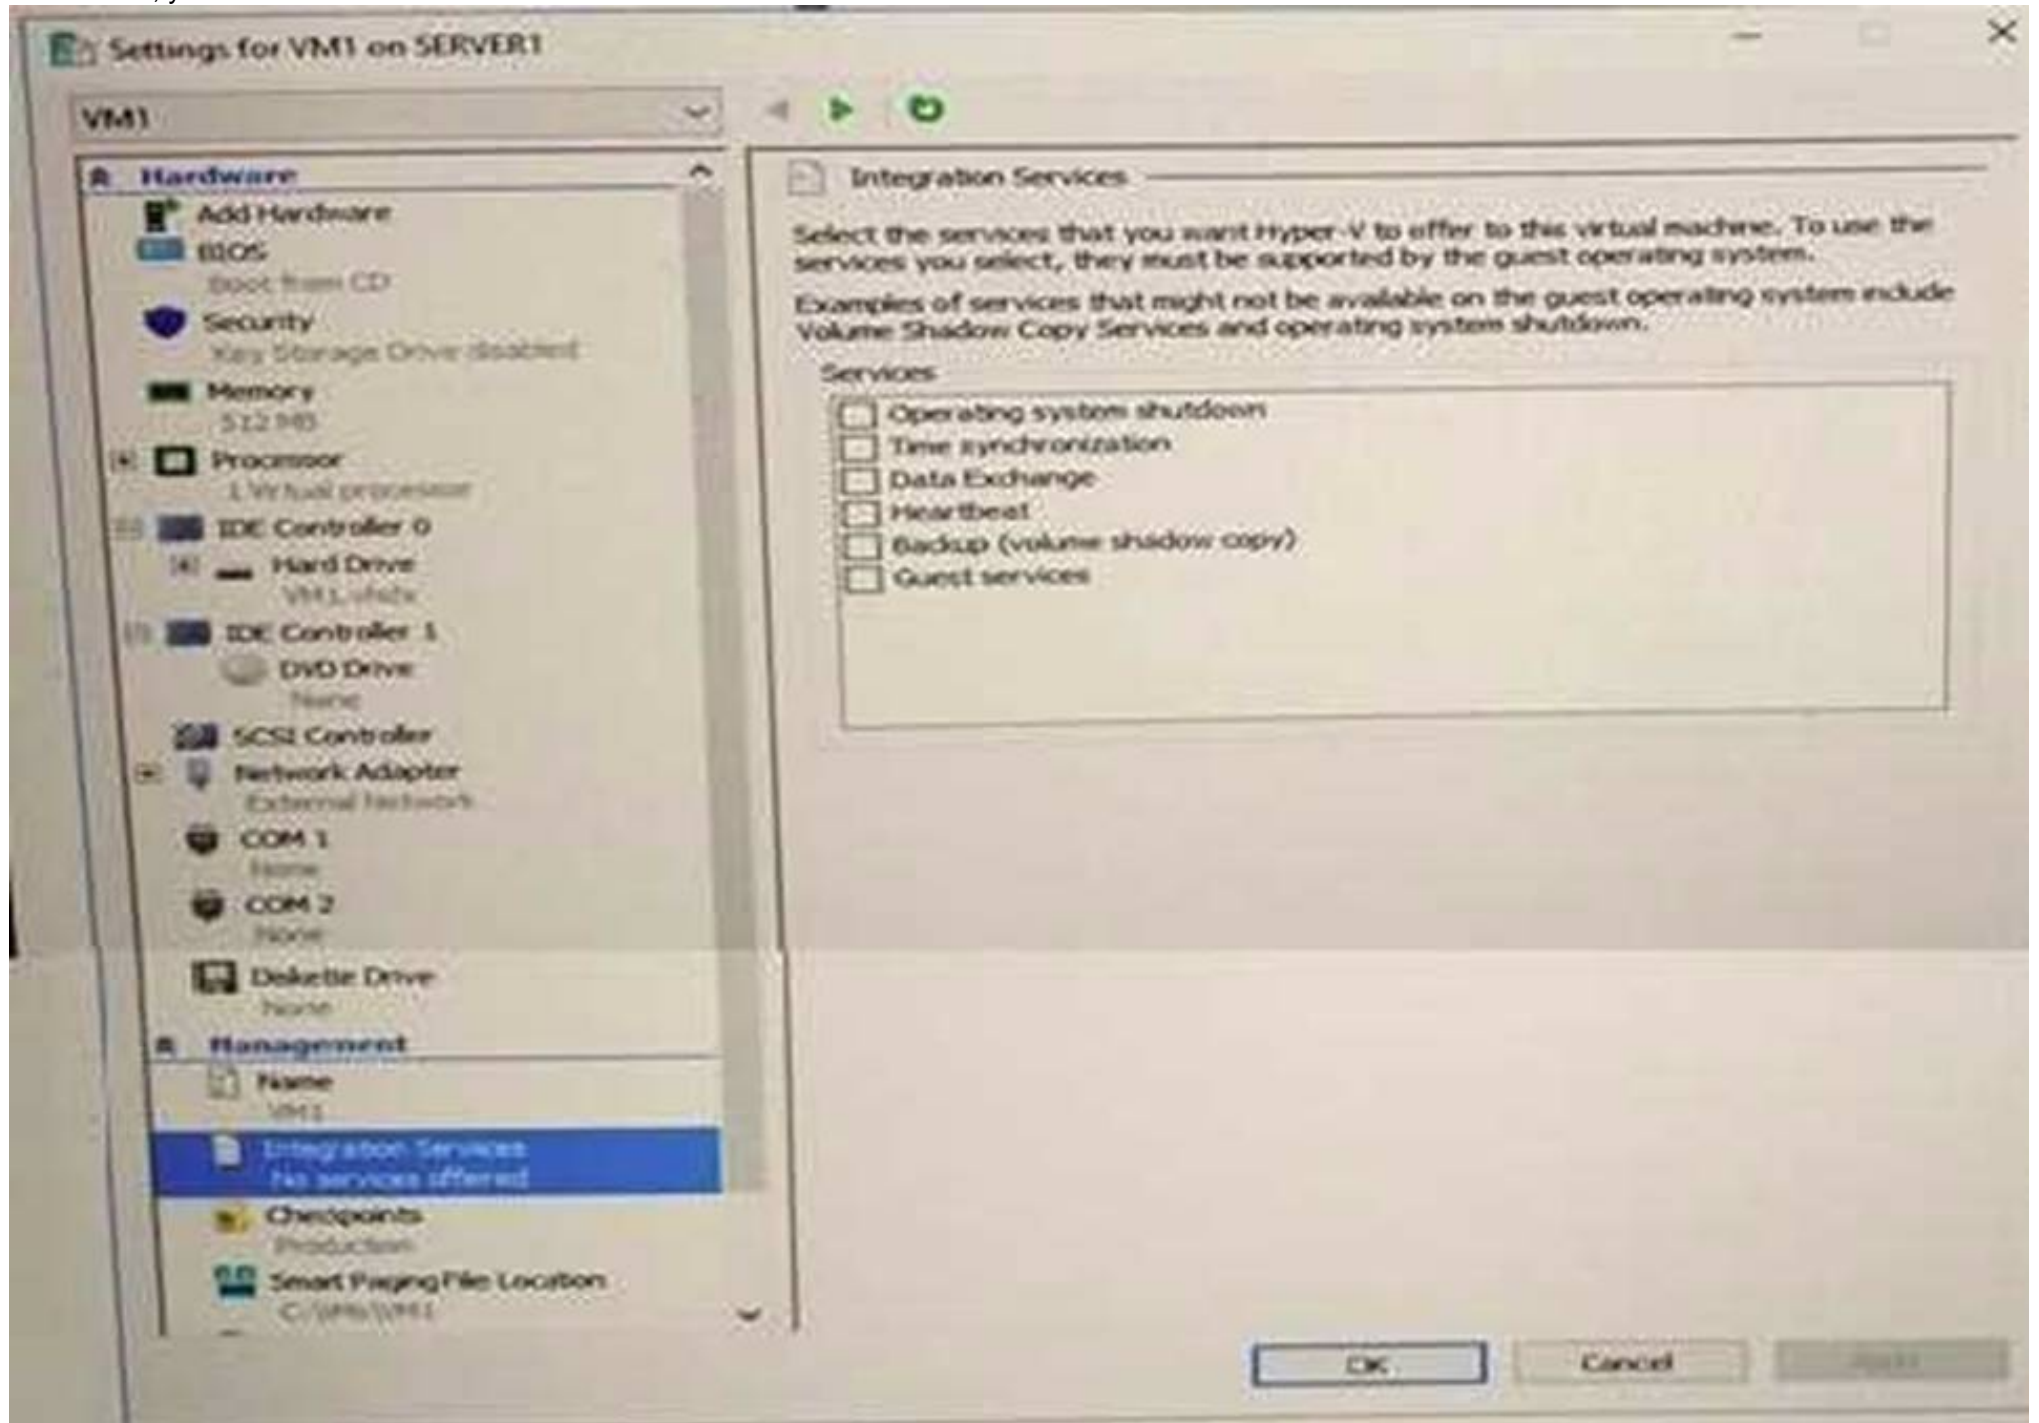 Settings for VM1 on SERVER1
VM1
Hardware
Add Hardware
BIOS
Boot from CD
Security
Key Storage Drive disabled
Memory
512 MB
Processor
1 Virtual processor
IDE Controller 0
Hard Drive
VM1.vhdx
IDE Controller 1
DVD Drive
None
SCSI Controller
Network Adapter
External Network
COM 1
None
COM 2
None
Diskette Drive
None
Management
Name
VM1
Integration Services
No services offered
Checkpoints
Production
Smart Paging File Location
C:\VMs\VM1
Integration Services
Select the services that you want Hyper-V to offer to this virtual machine. To use the
services you select, they must be supported by the guest operating system.
Examples of services that might not be available on the guest operating system include
Volume Shadow Copy Services and operating system shutdown.
Services
Operating system shutdown
Time synchronization
Data Exchange
Heartbeat
Backup (volume shadow copy)
Guest services
OK
Cancel